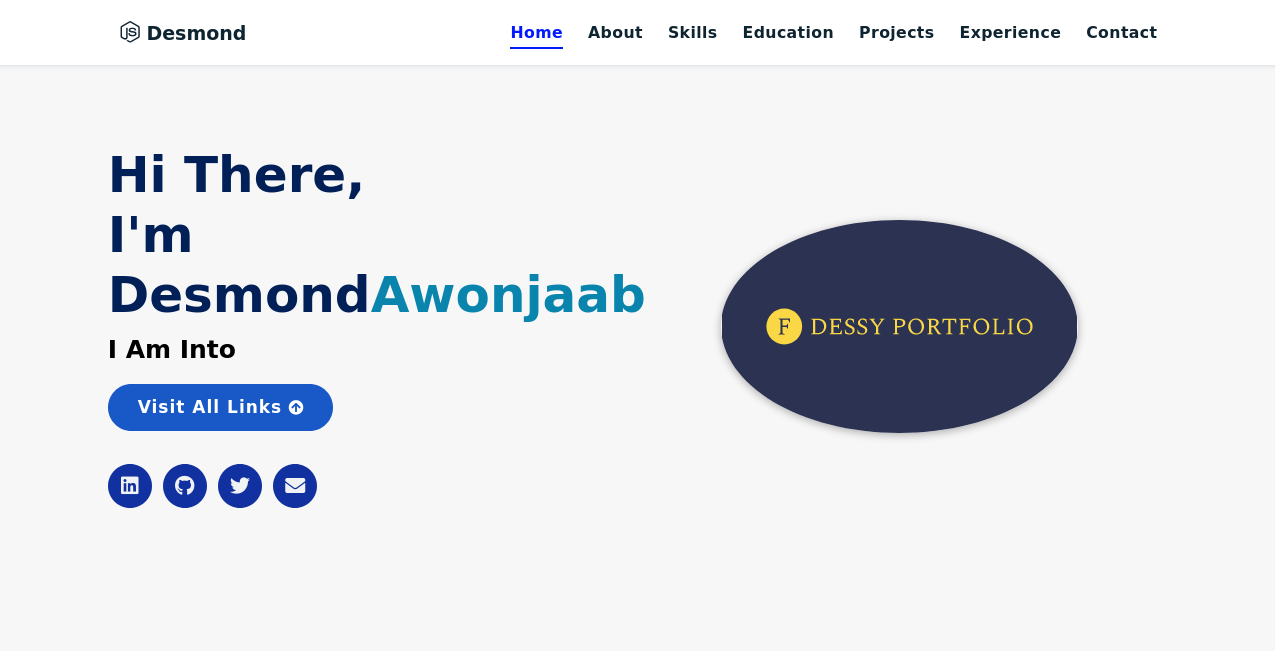 Desmond
Home About Skills Education Projects Experience Contact
Hi There,
I'm
DesmondAwonjaab
I Am Into
Visit All Links
F DESSY PORTFOLIO